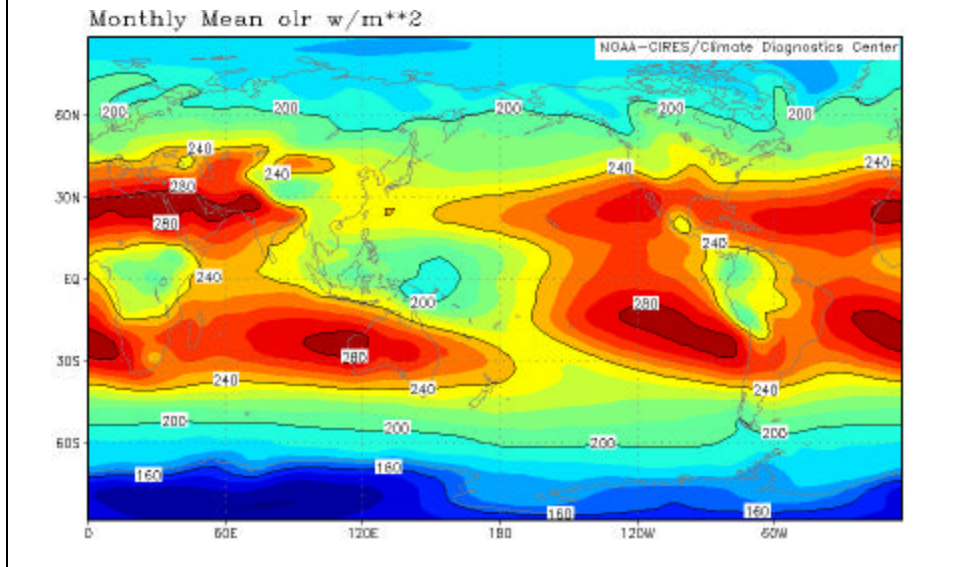 Monthly Mean olr w/m**2
NOAA-CIRES/Climate Diagnostics Center
200 200 200 200 200
60N
240 240 240
240
280
30N
280
240
EQ 240
200 280
280
30S
240 240 240
200 200 200 200
60S
160 180
160 160
0 60E 120E 180 120W 60W